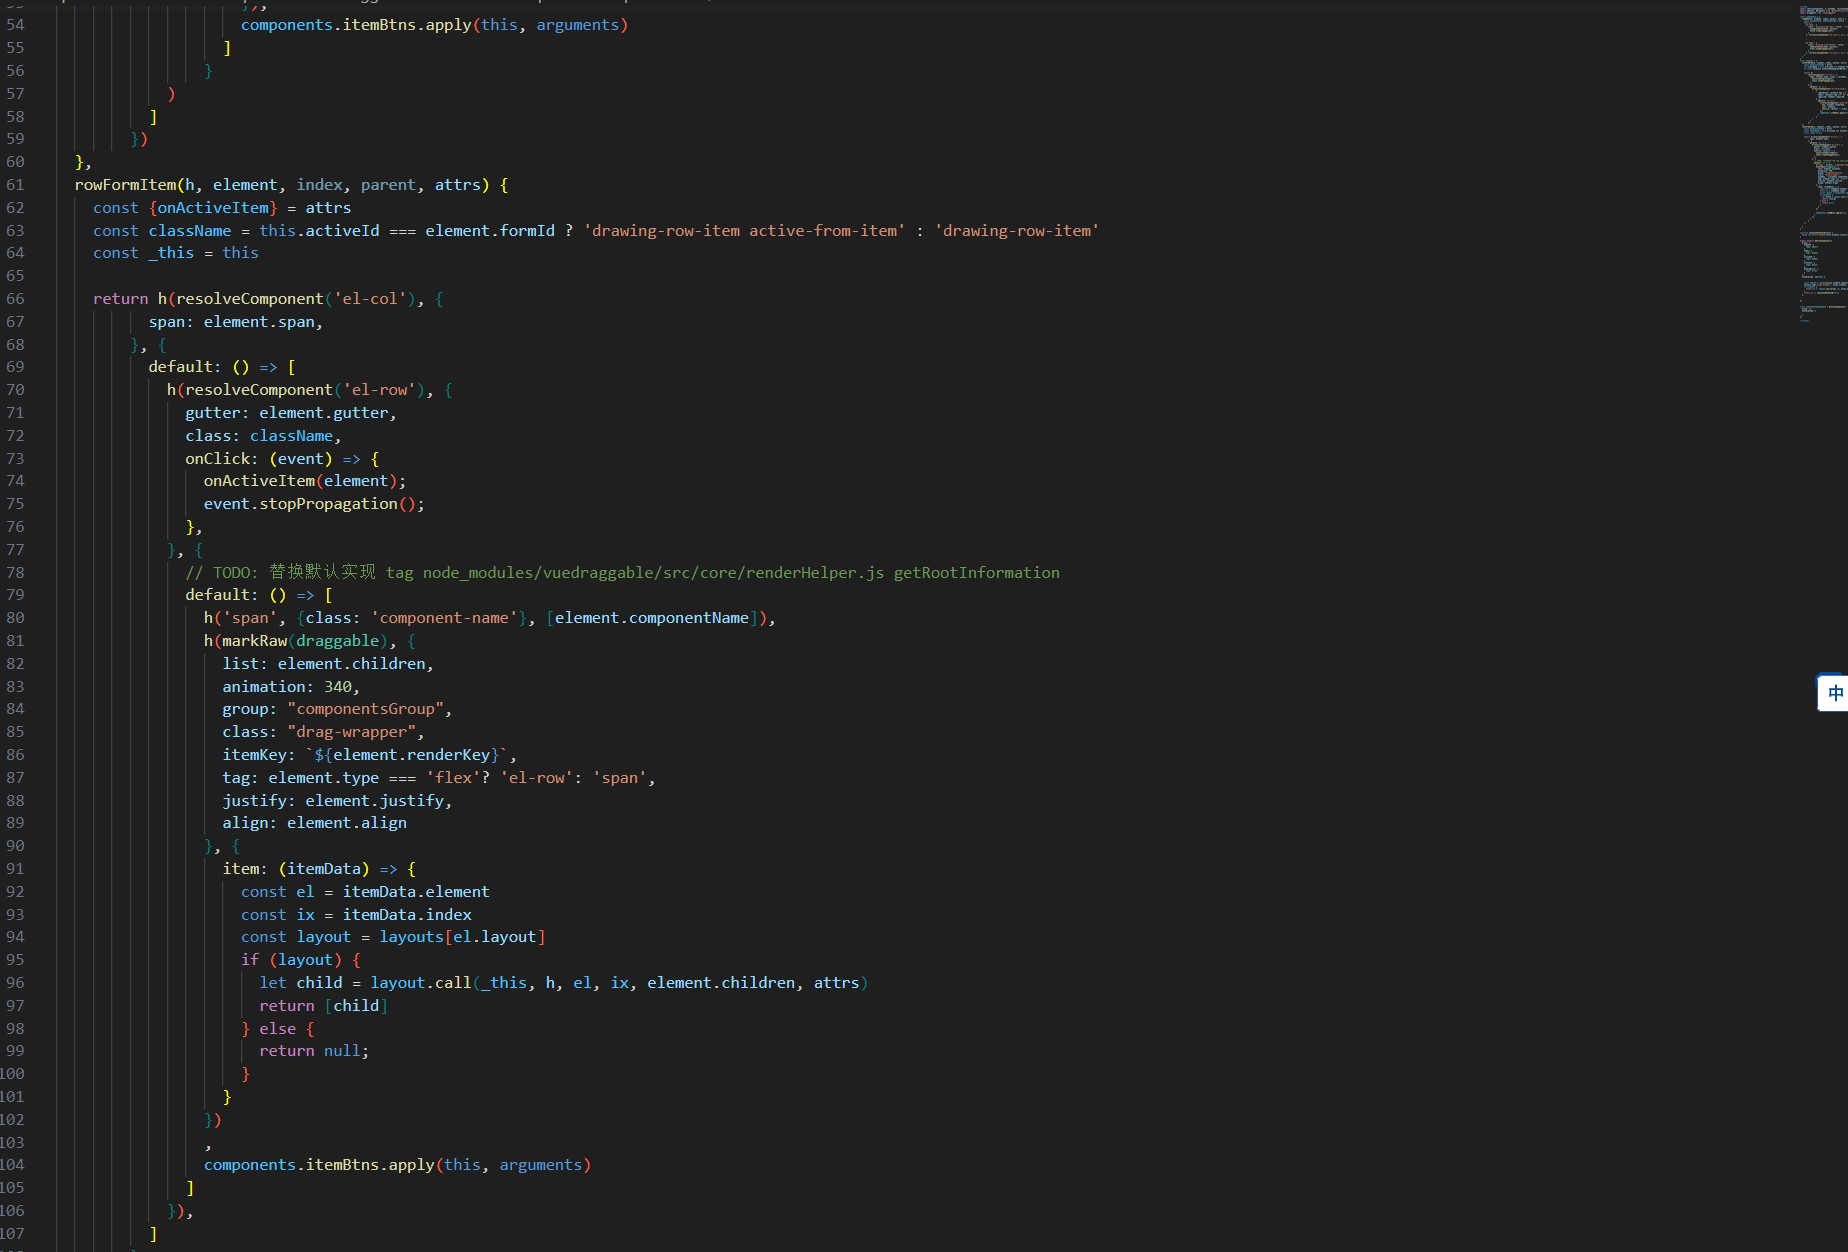 54 components.itemBtns.apply(this, arguments)
55 ]
56 }
57 )
58 ]
59 })
60 },
61 rowFormItem(h, element, index, parent, attrs) {
62 const {onActiveItem} = attrs
63 const className = this.activeId === element.formId ? 'drawing-row-item active-from-item' : 'drawing-row-item'
64 const _this = this
65
66 return h(resolveComponent('el-col'), {
67 span: element.span,
68 }, {
69 default: () => [
70 h(resolveComponent('el-row'), {
71 gutter: element.gutter,
72 class: className,
73 onClick: (event) => {
74 onActiveItem(element);
75 event.stopPropagation();
76 },
77 }, {
78 // TODO: 替换默认实现 tag node_modules/vuedraggable/src/core/renderHelper.js getRootInformation
79 default: () => [
80 h('span', {class: 'component-name'}, [element.componentName]),
81 h(markRaw(draggable), {
82 list: element.children,
83 animation: 340,
84 group: "componentsGroup",
85 class: "drag-wrapper",
86 itemKey: `${element.renderKey}`,
87 tag: element.type === 'flex'? 'el-row': 'span',
88 justify: element.justify,
89 align: element.align
90 }, {
91 item: (itemData) => {
92 const el = itemData.element
93 const ix = itemData.index
94 const layout = layouts[el.layout]
95 if (layout) {
96 let child = layout.call(_this, h, el, ix, element.children, attrs)
97 return [child]
98 } else {
99 return null;
100 }
101 }
102 })
103 ,
104 components.itemBtns.apply(this, arguments)
105 ]
106 }),
107 ]
中